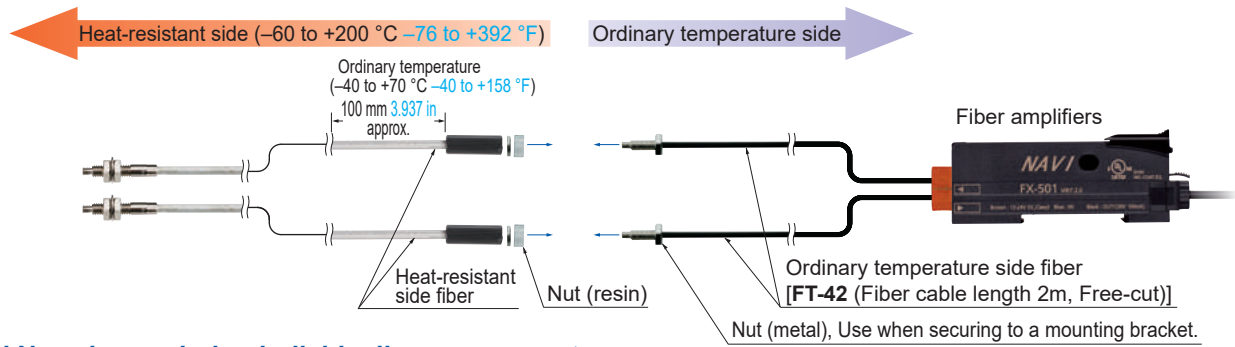 Heat-resistant side (–60 to +200 °C –76 to +392 °F)
Ordinary temperature side
Ordinary temperature
(–40 to +70 °C –40 to +158 °F)
100 mm 3.937 in
approx.
Fiber amplifiers
NAVI
FX-501
Heat-resistant
side fiber
Nut (resin)
Ordinary temperature side fiber
[FT-42 (Fiber cable length 2m, Free-cut)]
Nut (metal), Use when securing to a mounting bracket.